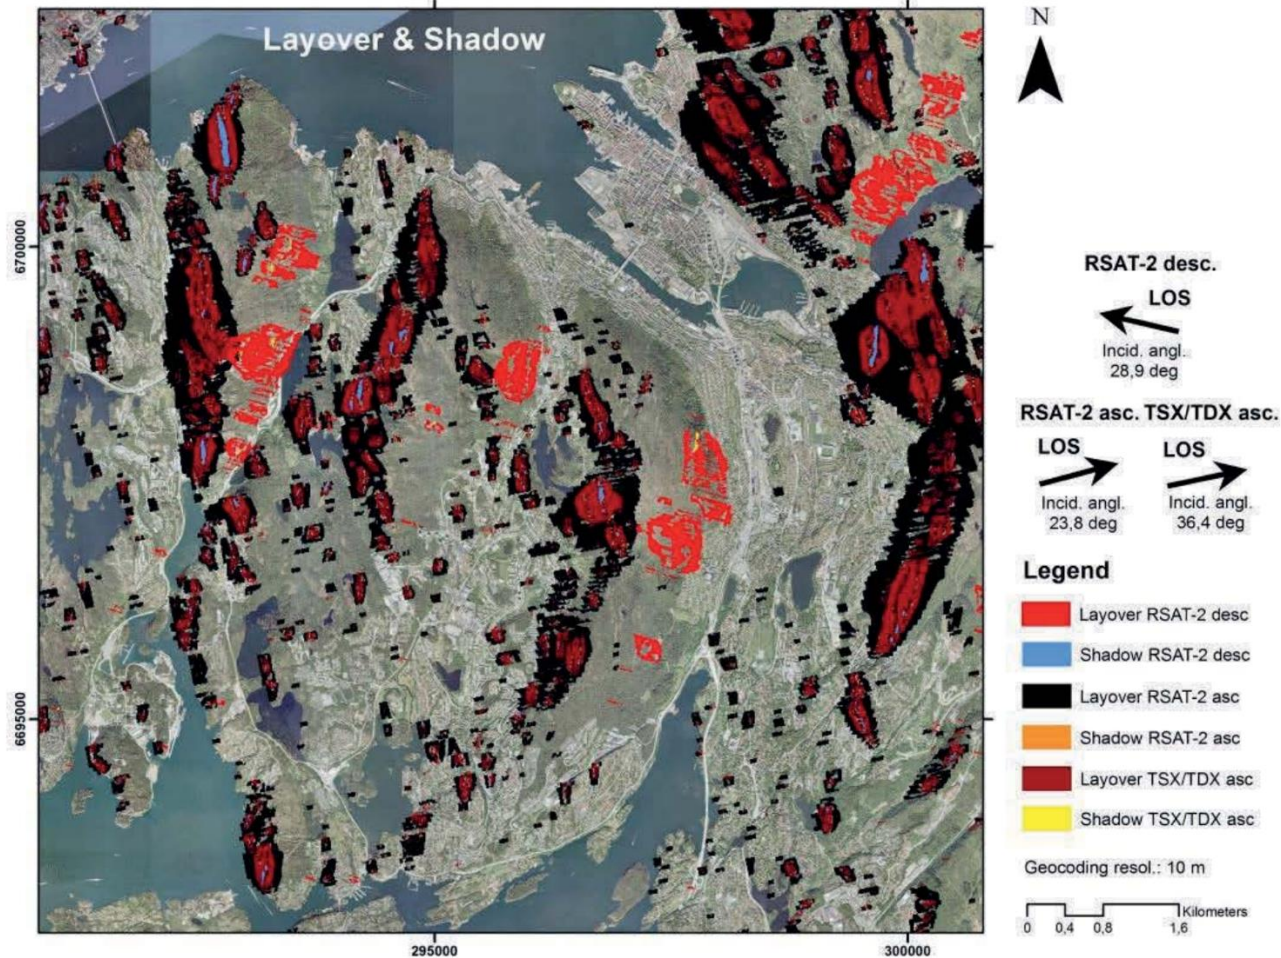 Layover & Shadow
N
6700000
6695000
295000
300000
RSAT-2 desc.
LOS
Incid. angl.
28,9 deg
RSAT-2 asc. TSX/TDX asc.
LOS LOS
Incid. angl. Incid. angl.
23,8 deg 36,4 deg
Legend
Layover RSAT-2 desc
Shadow RSAT-2 desc
Layover RSAT-2 asc
Shadow RSAT-2 asc
Layover TSX/TDX asc
Shadow TSX/TDX asc
Geocoding resol.: 10 m
Kilometers
0 0,4 0,8 1,6